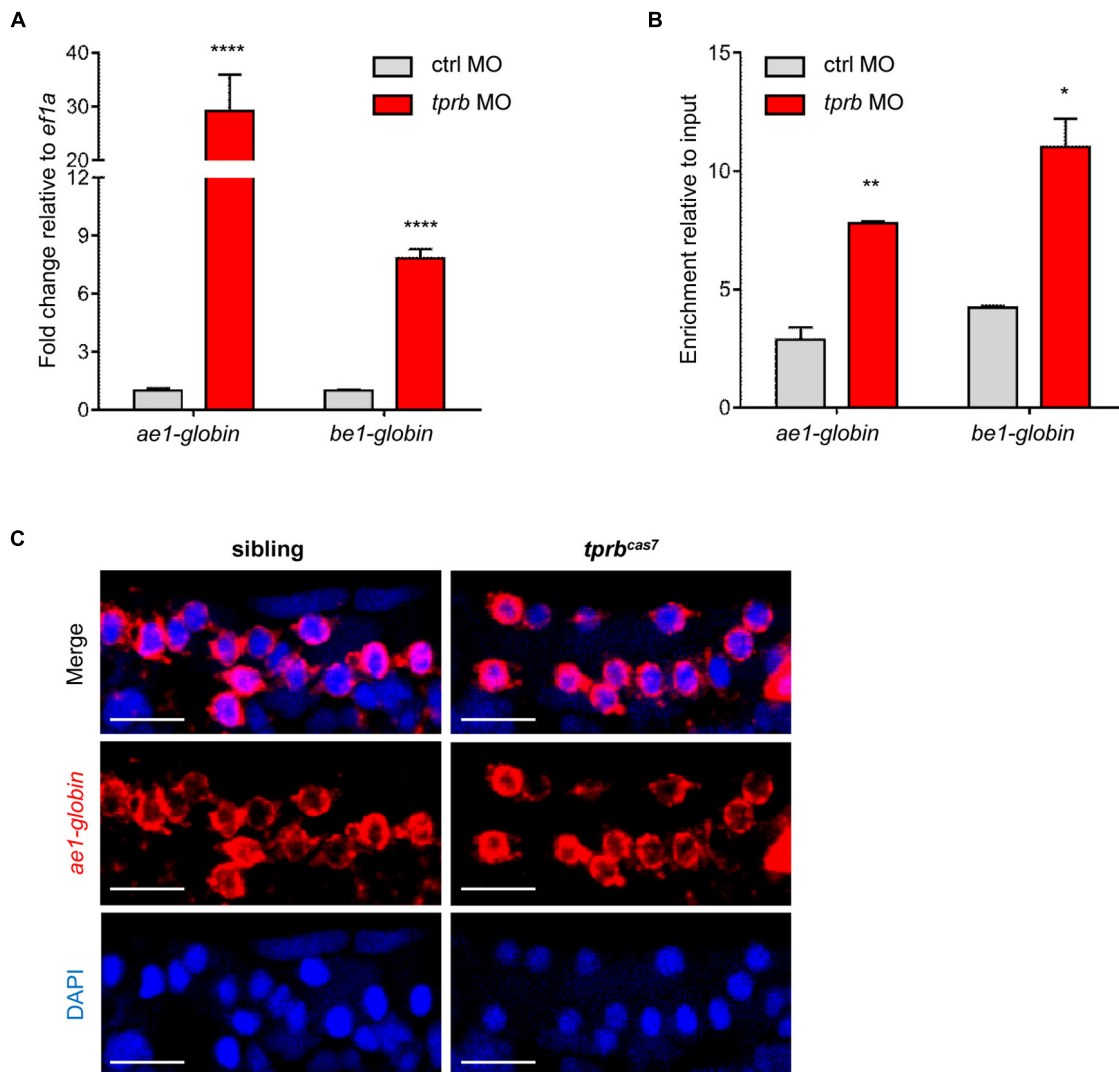 A
Fold change relative to ef1a
40
30
20
12
9
6
3
0
****
****
ctrl MO
tprb MO
ae1-globin
be1-globin
B
Enrichment relative to input
15
10
5
0
**
*
ctrl MO
tprb MO
ae1-globin
be1-globin
C
sibling
tprbcas7
Merge
ae1-globin
DAPI